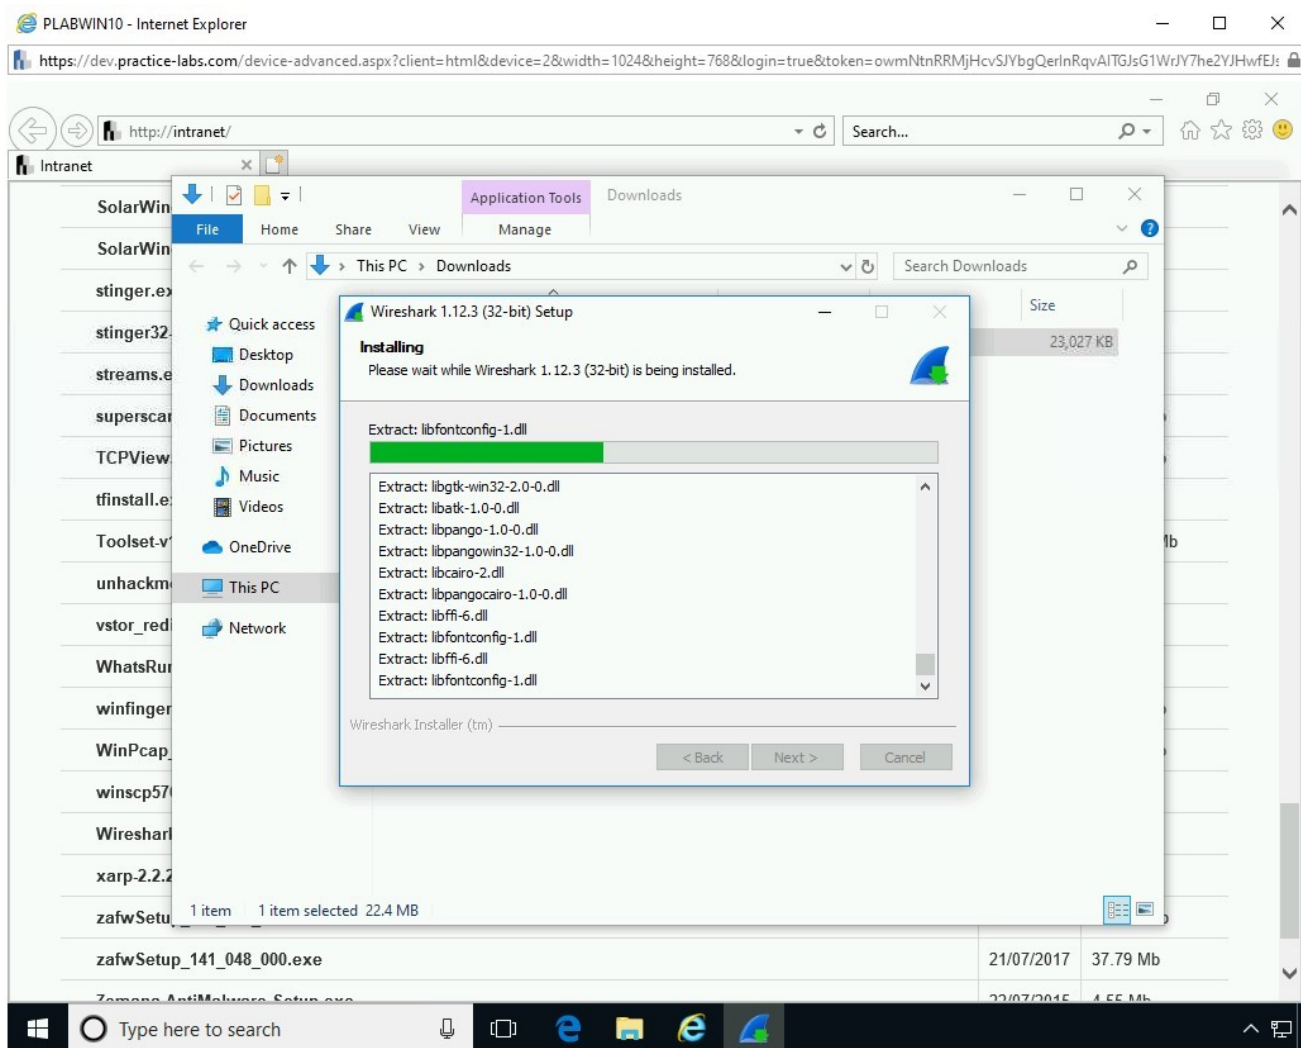 PLABWIN10 - Internet Explorer
https://dev.practice-labs.com/device-advanced.aspx?client=html&device=2&width=1024&height=768&login=true&token=owmNtnRRMjHcvSJYbgQerInRqvAITGJsG1WrJY7he2YJHwfEJs
http://intranet/
Search...
Intranet
Application Tools
Downloads
File
Home
Share
View
Manage
This PC > Downloads
Search Downloads
Size
23,027 KB
Quick access
Desktop
Downloads
Documents
Pictures
Music
Videos
OneDrive
This PC
Network
1 item
1 item selected 22.4 MB
Wireshark 1.12.3 (32-bit) Setup
Installing
Please wait while Wireshark 1.12.3 (32-bit) is being installed.
Extract: libfontconfig-1.dll
Extract: libgtk-win32-2.0-0.dll
Extract: libatk-1.0-0.dll
Extract: libpango-1.0-0.dll
Extract: libpangowin32-1.0-0.dll
Extract: libcairo-2.dll
Extract: libpangocairo-1.0-0.dll
Extract: libffi-6.dll
Extract: libfontconfig-1.dll
Extract: libffi-6.dll
Extract: libfontconfig-1.dll
Wireshark Installer (tm)
< Back
Next >
Cancel
SolarWin
SolarWin
stinger.ex
stinger32-
streams.e
superscan
TCPView
tfinstall.e
Toolset-v
unhackm
vstor_redi
WhatsRun
winfinger
WinPcap_
winscp57
Wireshark
xarp-2.2.2
zafwSetu
zafwSetup_141_048_000.exe
21/07/2017
37.79 Mb
Type here to search